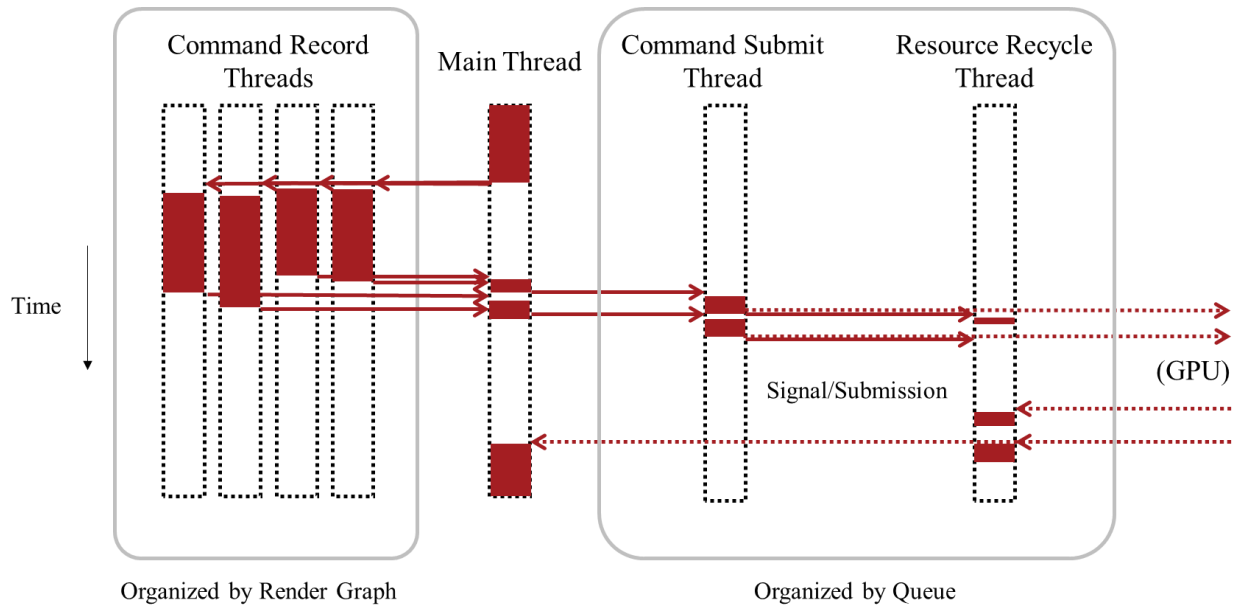 Command Record
Threads
Main Thread
Command Submit
Thread
Resource Recycle
Thread
Time
(GPU)
Signal/Submission
Organized by Render Graph
Organized by Queue